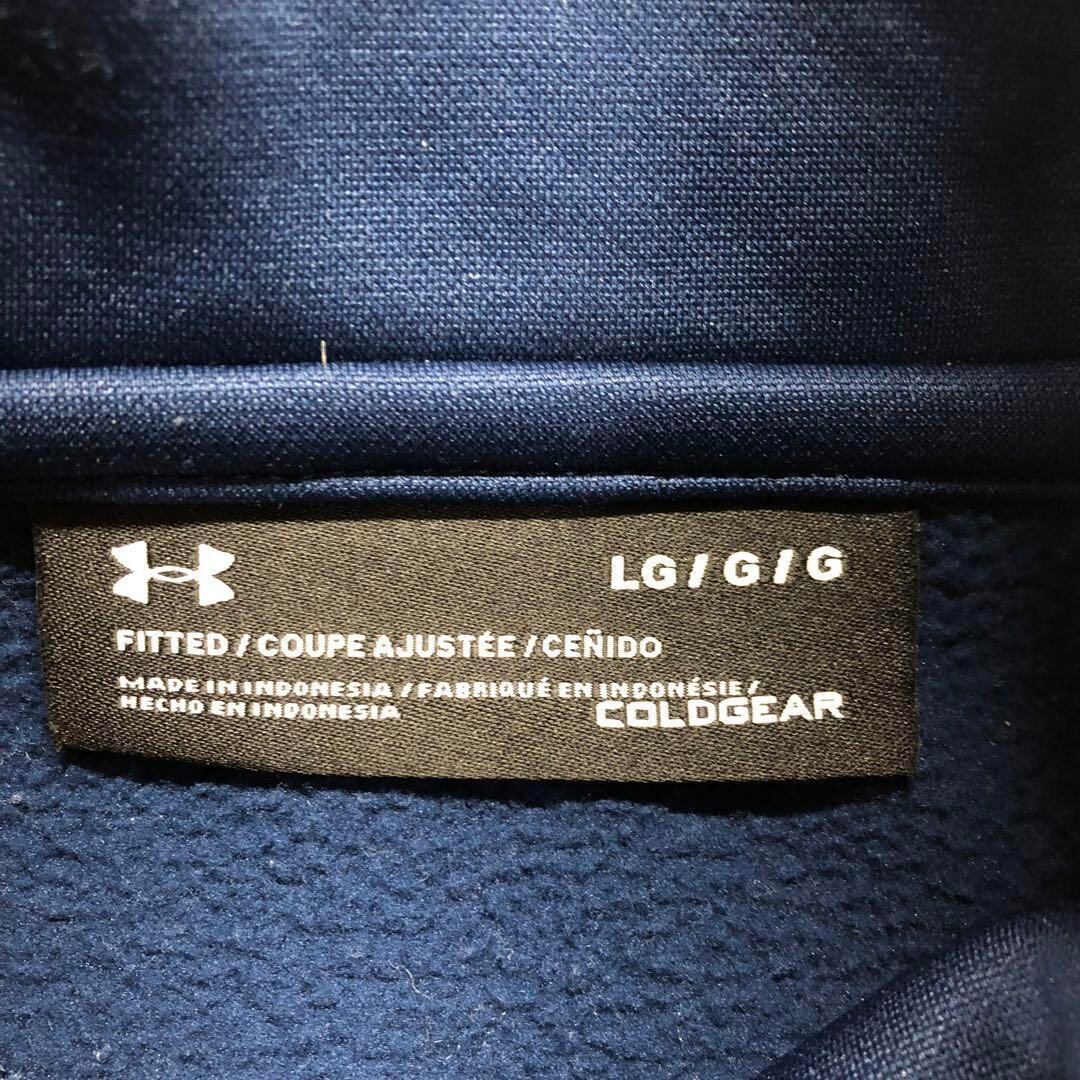 LG / G / G
FITTED / COUPE AJUSTÉE / CEÑIDO
MADE IN INDONESIA / FABRIQUÉ EN INDONÉSIE /
HECHO EN INDONESIA
COLDGEAR